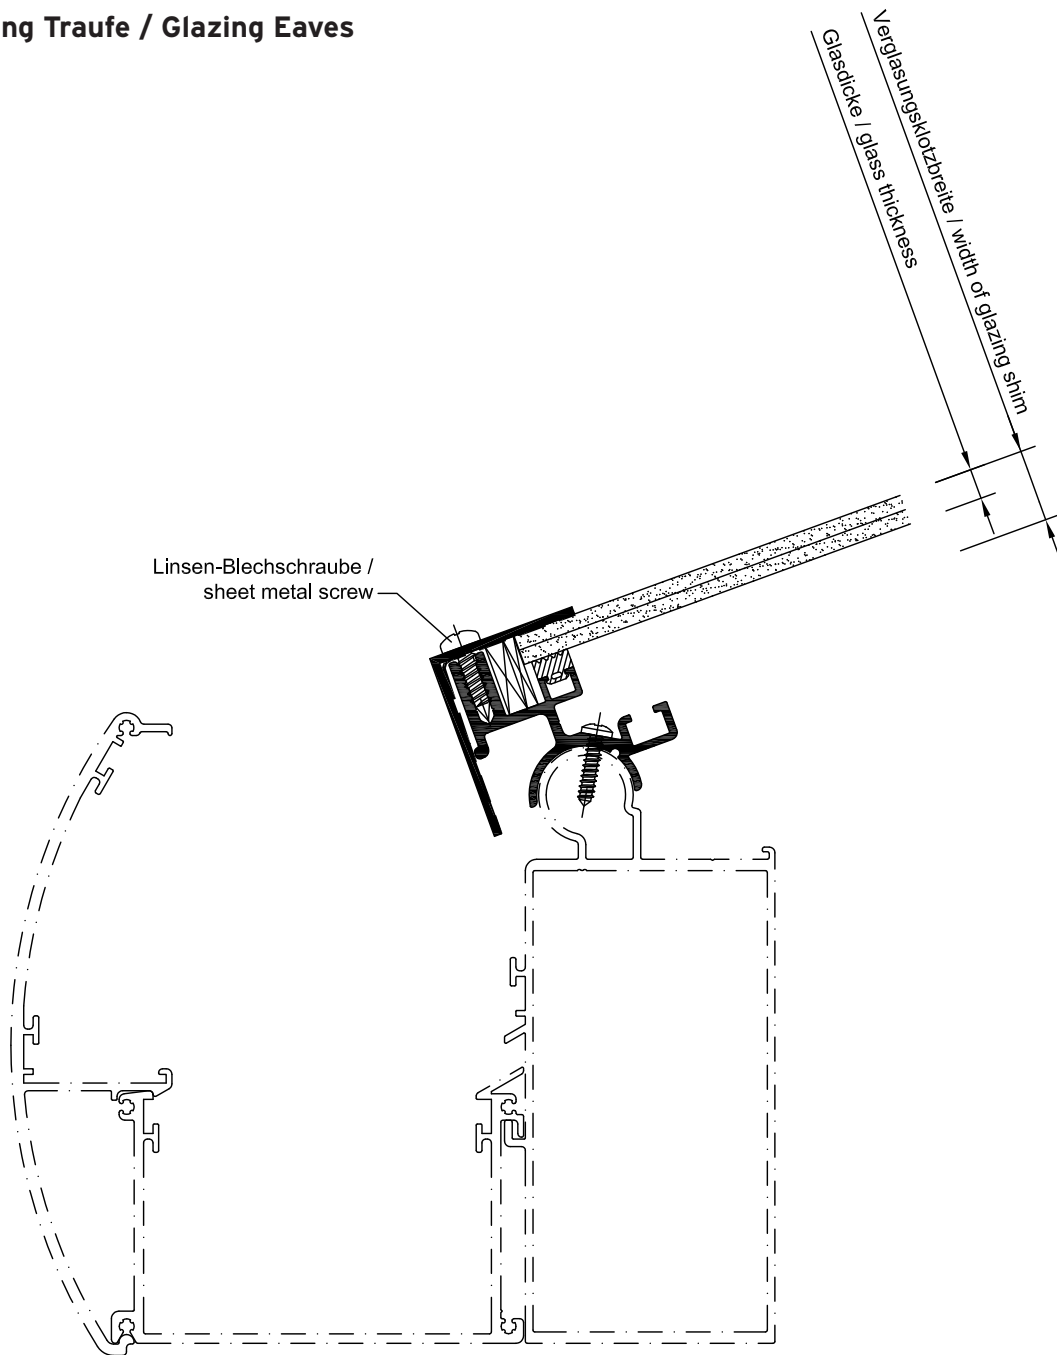 ng Traufe / Glazing Eaves
Verglasungsklotzbreite / width of glazing shim
Glasdicke / glass thickness
Linsen-Blechschraube /
sheet metal screw